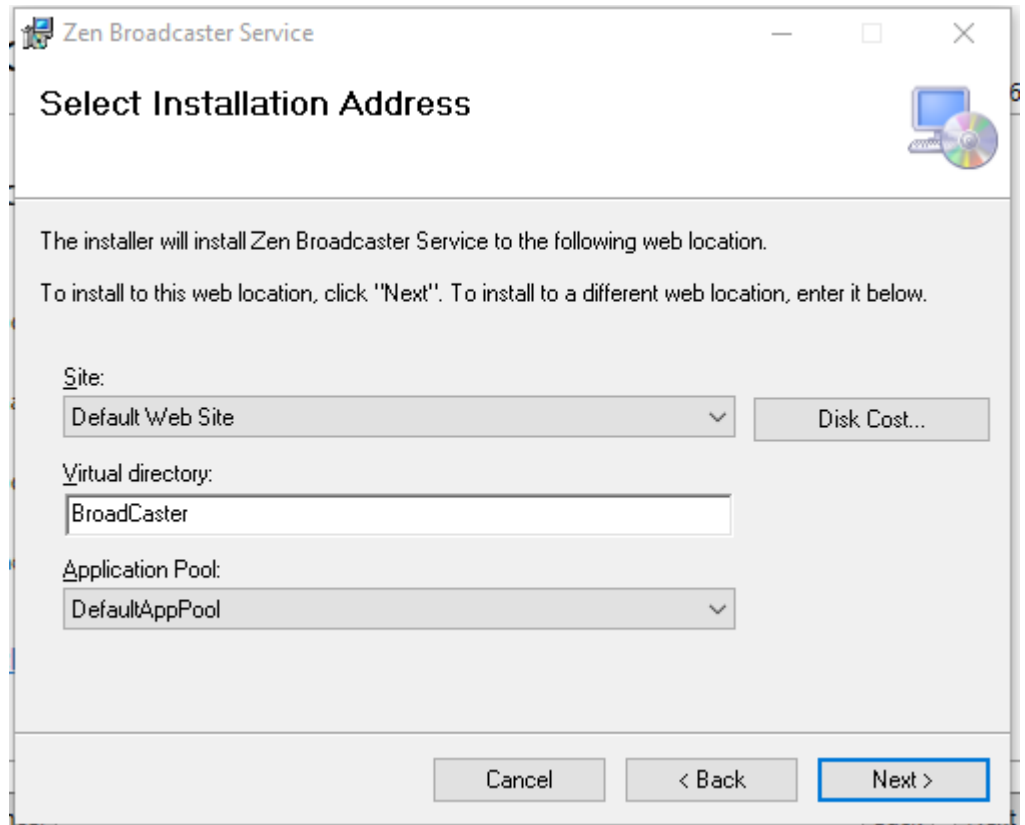 Zen Broadcaster Service
Select Installation Address
The installer will install Zen Broadcaster Service to the following web location.
To install to this web location, click "Next". To install to a different web location, enter it below.
Site:
Default Web Site
Disk Cost...
Virtual directory:
BroadCaster
Application Pool:
DefaultAppPool
Cancel
< Back
Next >